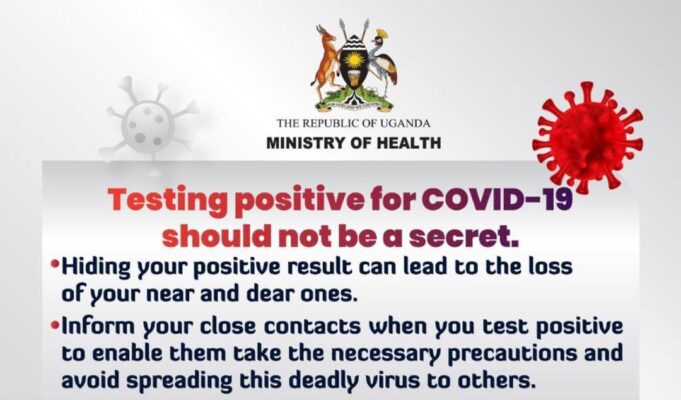 THE REPUBLIC OF UGANDA
MINISTRY OF HEALTH
Testing positive for COVID-19
should not be a secret.
•Hiding your positive result can lead to the loss
of your near and dear ones.
•Inform your close contacts when you test positive
to enable them take the necessary precautions and
avoid spreading this deadly virus to others.